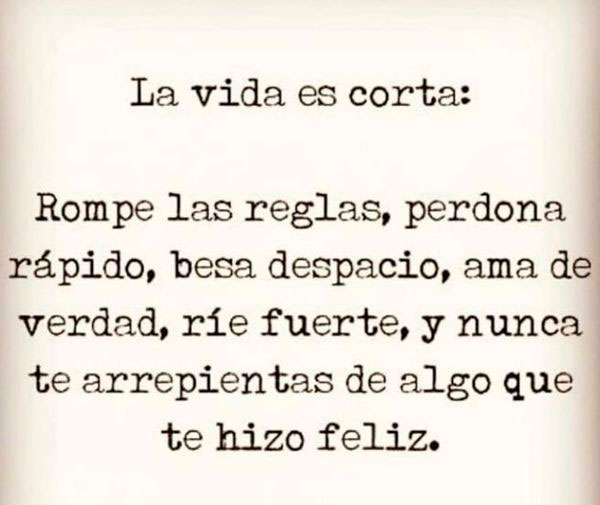 La vida es corta:
Rompe las reglas, perdona
rápido, besa despacio, ama de
verdad, ríe fuerte, y nunca
te arrepientas de algo que
te hizo feliz.